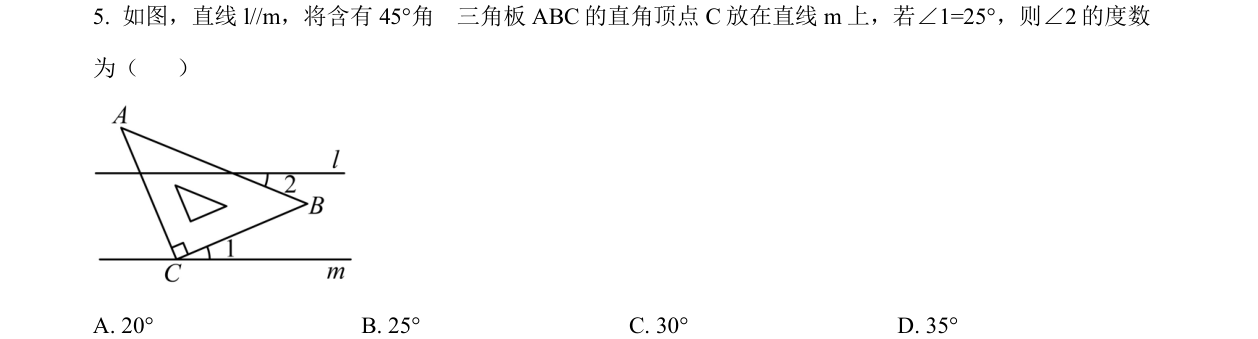 5. 如图，直线 l//m，将含有 45°角 三角板 ABC 的直角顶点 C 放在直线 m 上，若∠1=25°，则∠2 的度数
为（ ）
A
l
2
B
1
C
m
A. 20° B. 25° C. 30° D. 35°